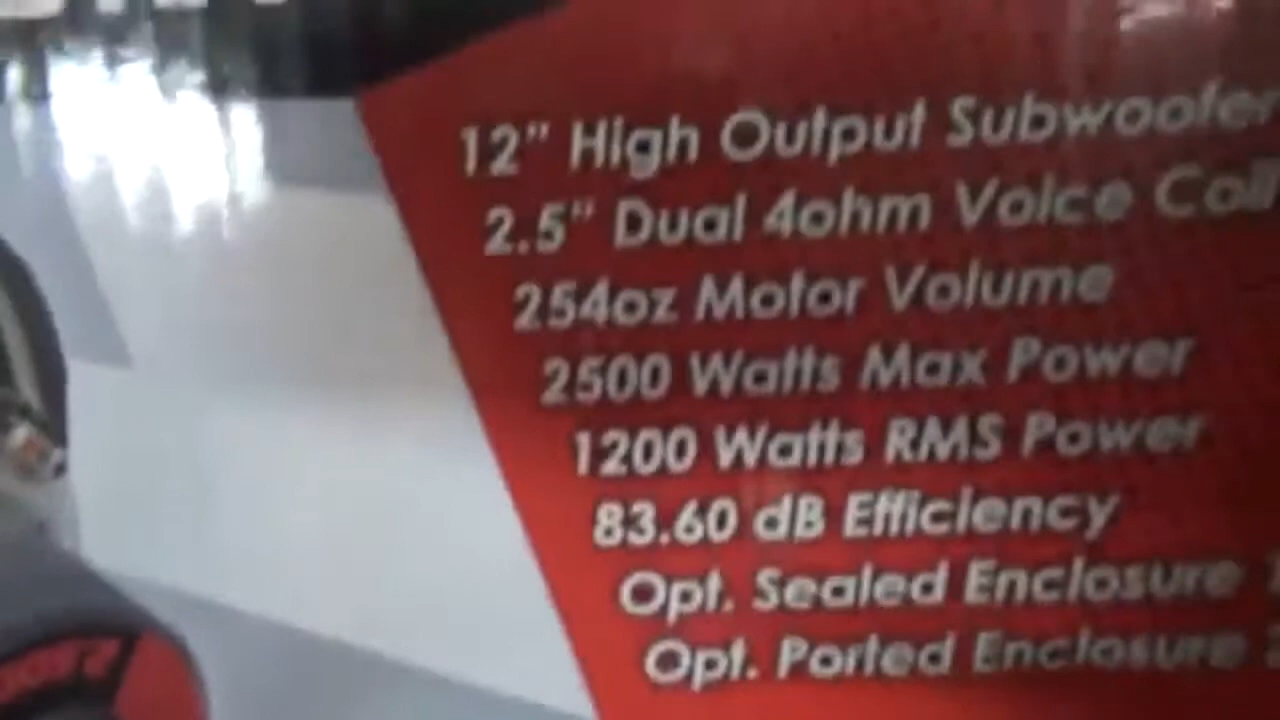 12" High Output Subwoofer
2.5" Dual 4ohm Voice Coil
254oz Motor Volume
2500 Watts Max Power
1200 Watts RMS Power
83.60 dB Efficiency
Opt. Sealed Enclosure
Opt. Ported Enclosure